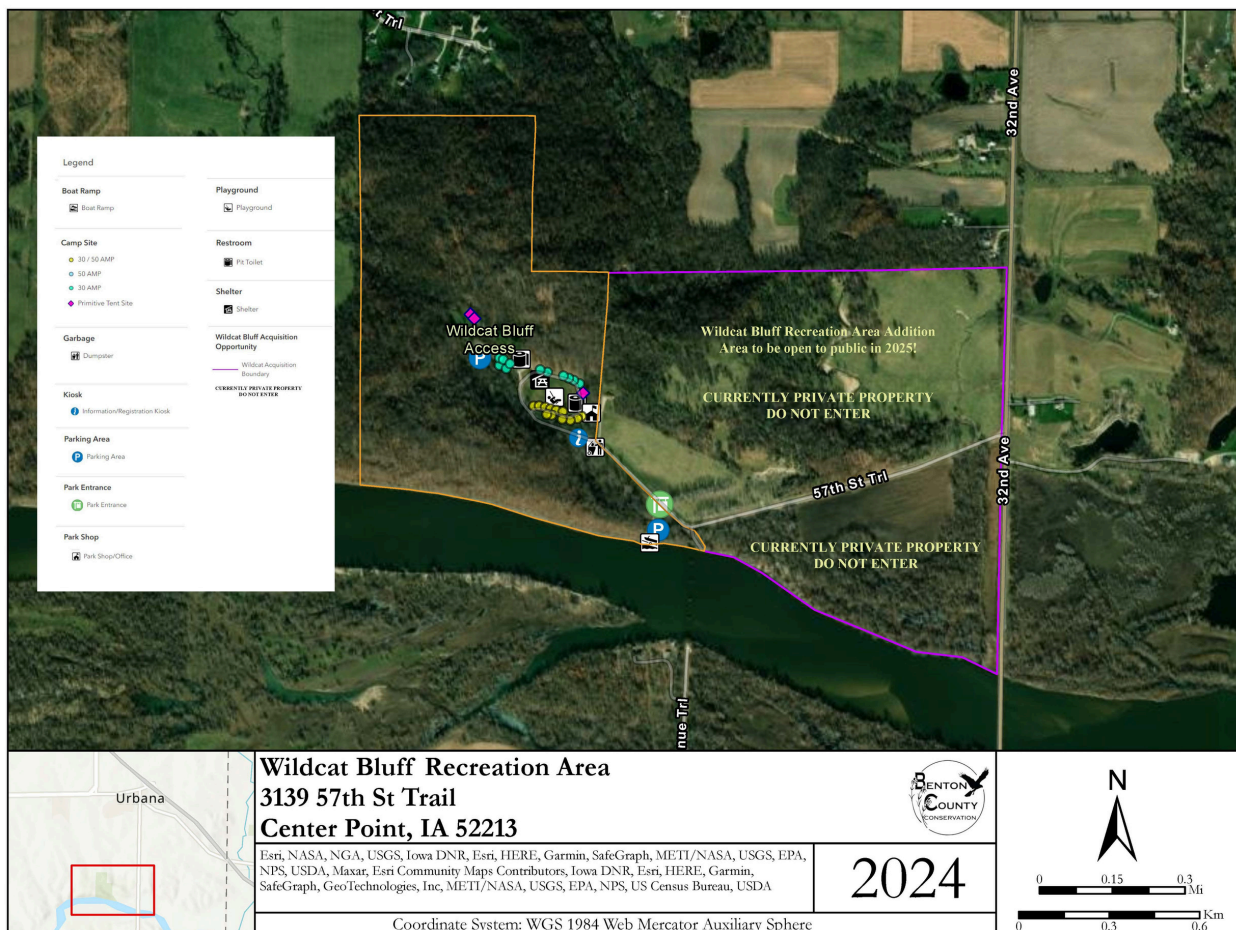 t Trl
32nd Ave
Legend
Boat Ramp
Boat Ramp
Camp Site
30 / 50 AMP
50 AMP
30 AMP
Primitive Tent Site
Garbage
Dumpster
Kiosk
Information/Registration Kiosk
Parking Area
Parking Area
Park Entrance
Park Entrance
Park Shop
Park Shop/Office
Playground
Playground
Restroom
Pit Toilet
Shelter
Shelter
Wildcat Bluff Acquisition
Opportunity
Wildcat Acquisition
Boundary
CURRENTLY PRIVATE PROPERTY
DO NOT ENTER
Wildcat Bluff
Access
P
i
P
Wildcat Bluff Recreation Area Addition
Area to be open to public in 2025!
CURRENTLY PRIVATE PROPERTY
DO NOT ENTER
57th St Trl
32nd Ave
CURRENTLY PRIVATE PROPERTY
DO NOT ENTER
nue Trl
Urbana
Wildcat Bluff Recreation Area
3139 57th St Trail
Center Point, IA 52213
BENTON
COUNTY
CONSERVATION
Esri, NASA, NGA, USGS, Iowa DNR, Esri, HERE, Garmin, SafeGraph, METI/NASA, USGS, EPA,
NPS, USDA, Maxar, Esri Community Maps Contributors, Iowa DNR, Esri, HERE, Garmin,
SafeGraph, GeoTechnologies, Inc, METI/NASA, USGS, EPA, NPS, US Census Bureau, USDA
2024
Coordinate System: WGS 1984 Web Mercator Auxiliary Sphere
N
0 0.15 0.3
Mi
Km
0 0.3 0.6